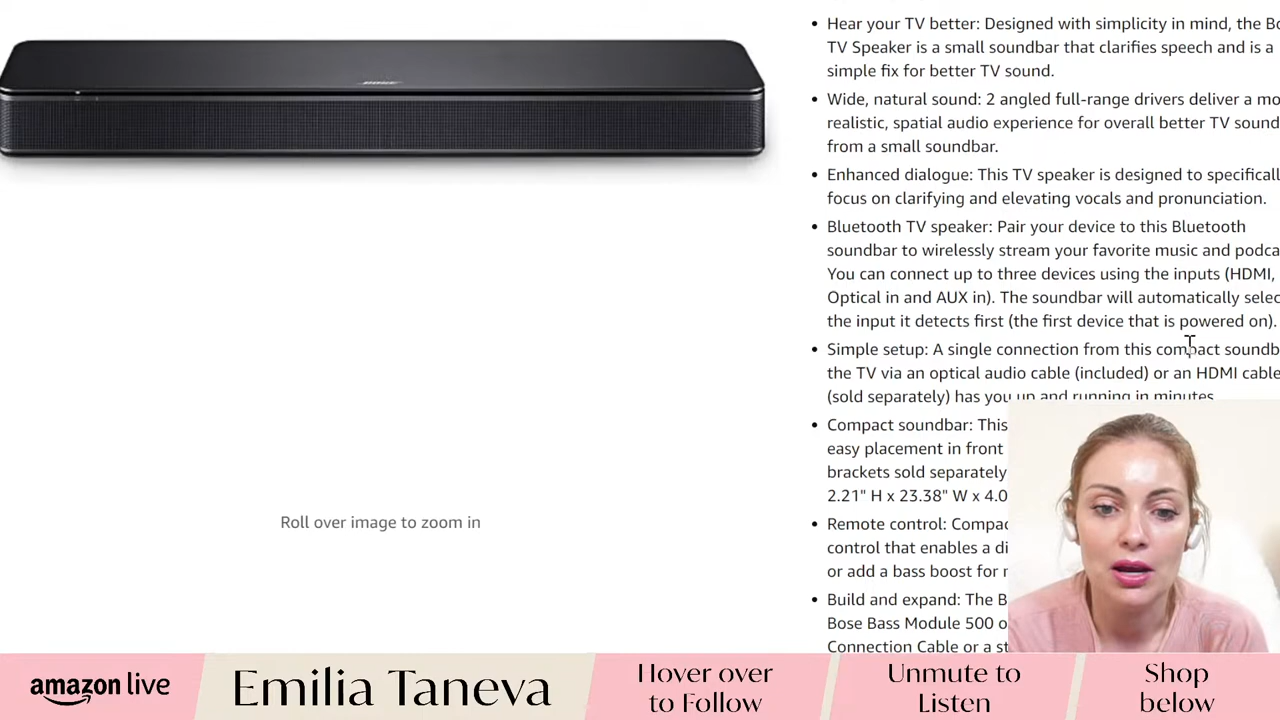 BOSE
Hear your TV better: Designed with simplicity in mind, the Bo
TV Speaker is a small soundbar that clarifies speech and is a
simple fix for better TV sound.
Wide, natural sound: 2 angled full-range drivers deliver a mo
realistic, spatial audio experience for overall better TV sound
from a small soundbar.
Enhanced dialogue: This TV speaker is designed to specificall
focus on clarifying and elevating vocals and pronunciation.
Bluetooth TV speaker: Pair your device to this Bluetooth
soundbar to wirelessly stream your favorite music and podca
You can connect up to three devices using the inputs (HDMI,
Optical in and AUX in). The soundbar will automatically selec
the input it detects first (the first device that is powered on).
Simple setup: A single connection from this compact soundb
the TV via an optical audio cable (included) or an HDMI cable
(sold separately) has you up and running in minutes.
Compact soundbar: This
easy placement in front
brackets sold separately
2.21" H x 23.38" W x 4.0
Remote control: Compac
control that enables a di
or add a bass boost for
Build and expand: The B
Bose Bass Module 500 o
Connection Cable or a st
Roll over image to zoom in
amazon live
Emilia Taneva
Hover over
to Follow
Unmute to
Listen
Shop
below